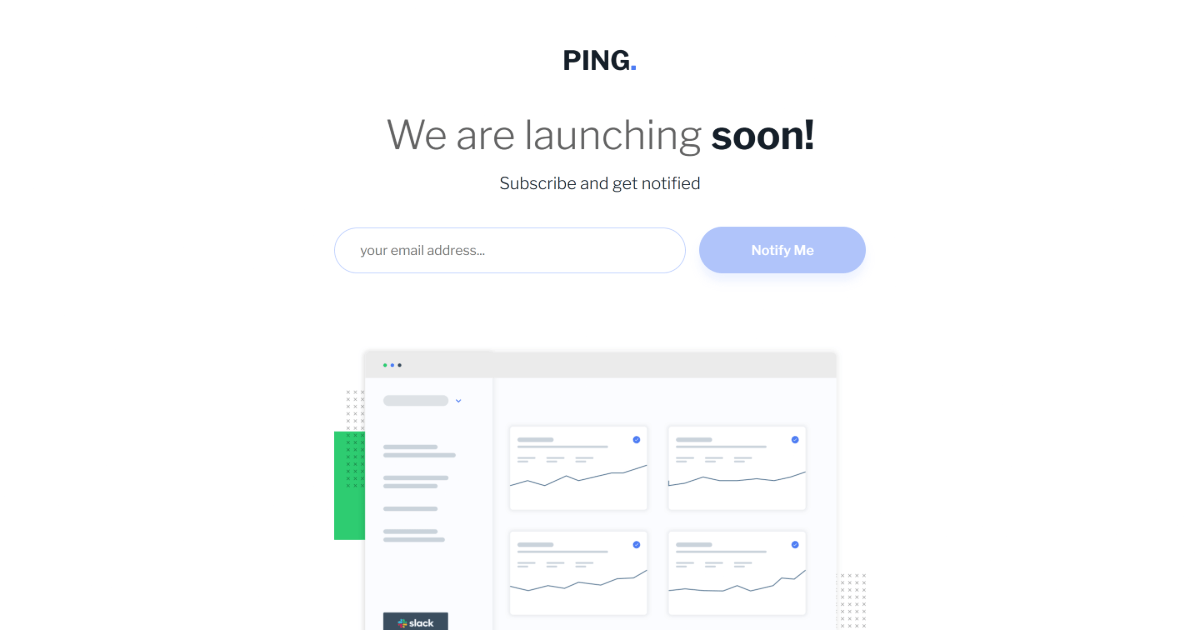 PING.
We are launching soon!
Subscribe and get notified
your email address...
Notify Me
slack